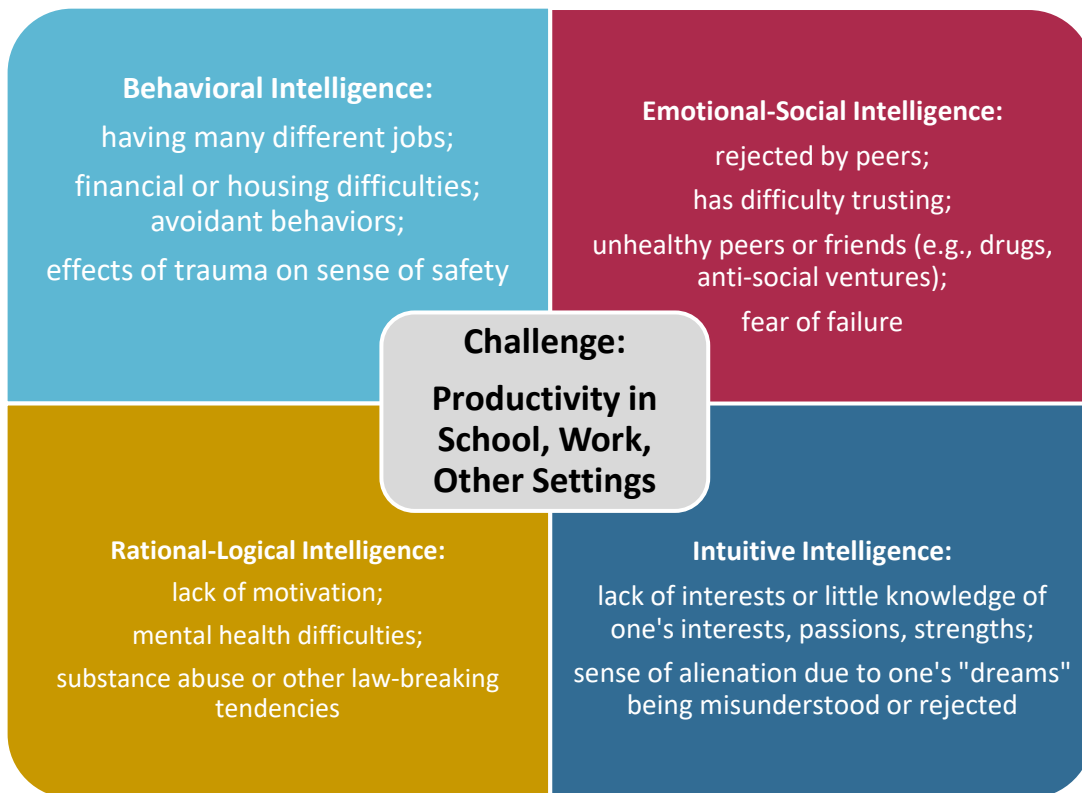 Behavioral Intelligence:
having many different jobs;
financial or housing difficulties;
avoidant behaviors;
effects of trauma on sense of safety
Emotional-Social Intelligence:
rejected by peers;
has difficulty trusting;
unhealthy peers or friends (e.g., drugs,
anti-social ventures);
fear of failure
Challenge:
Productivity in
School, Work,
Other Settings
Rational-Logical Intelligence:
lack of motivation;
mental health difficulties;
substance abuse or other law-breaking
tendencies
Intuitive Intelligence:
lack of interests or little knowledge of
one's interests, passions, strengths;
sense of alienation due to one's "dreams"
being misunderstood or rejected